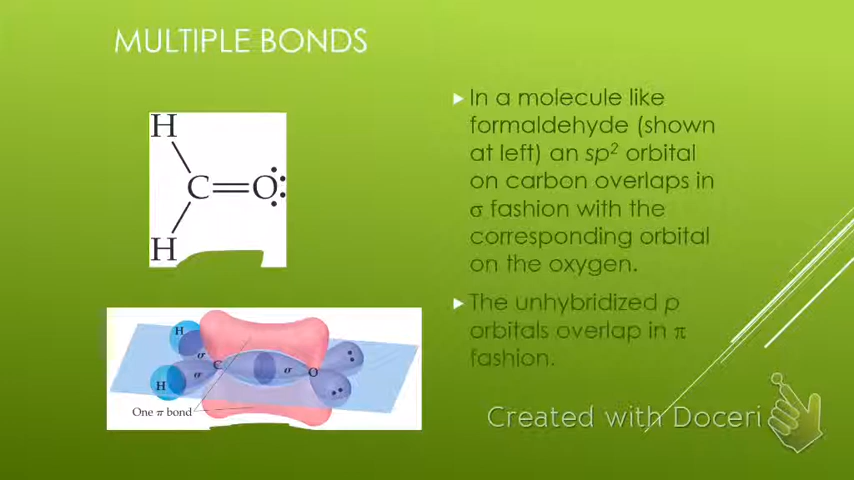 MULTIPLE BONDS
H
C=O
H
H
σ
C
σ
O
H
σ
One π bond
▸ In a molecule like
formaldehyde (shown
at left) an sp² orbital
on carbon overlaps in
σ fashion with the
corresponding orbital
on the oxygen.
▸ The unhybridized p
orbitals overlap in π
fashion.
Created with Doceri